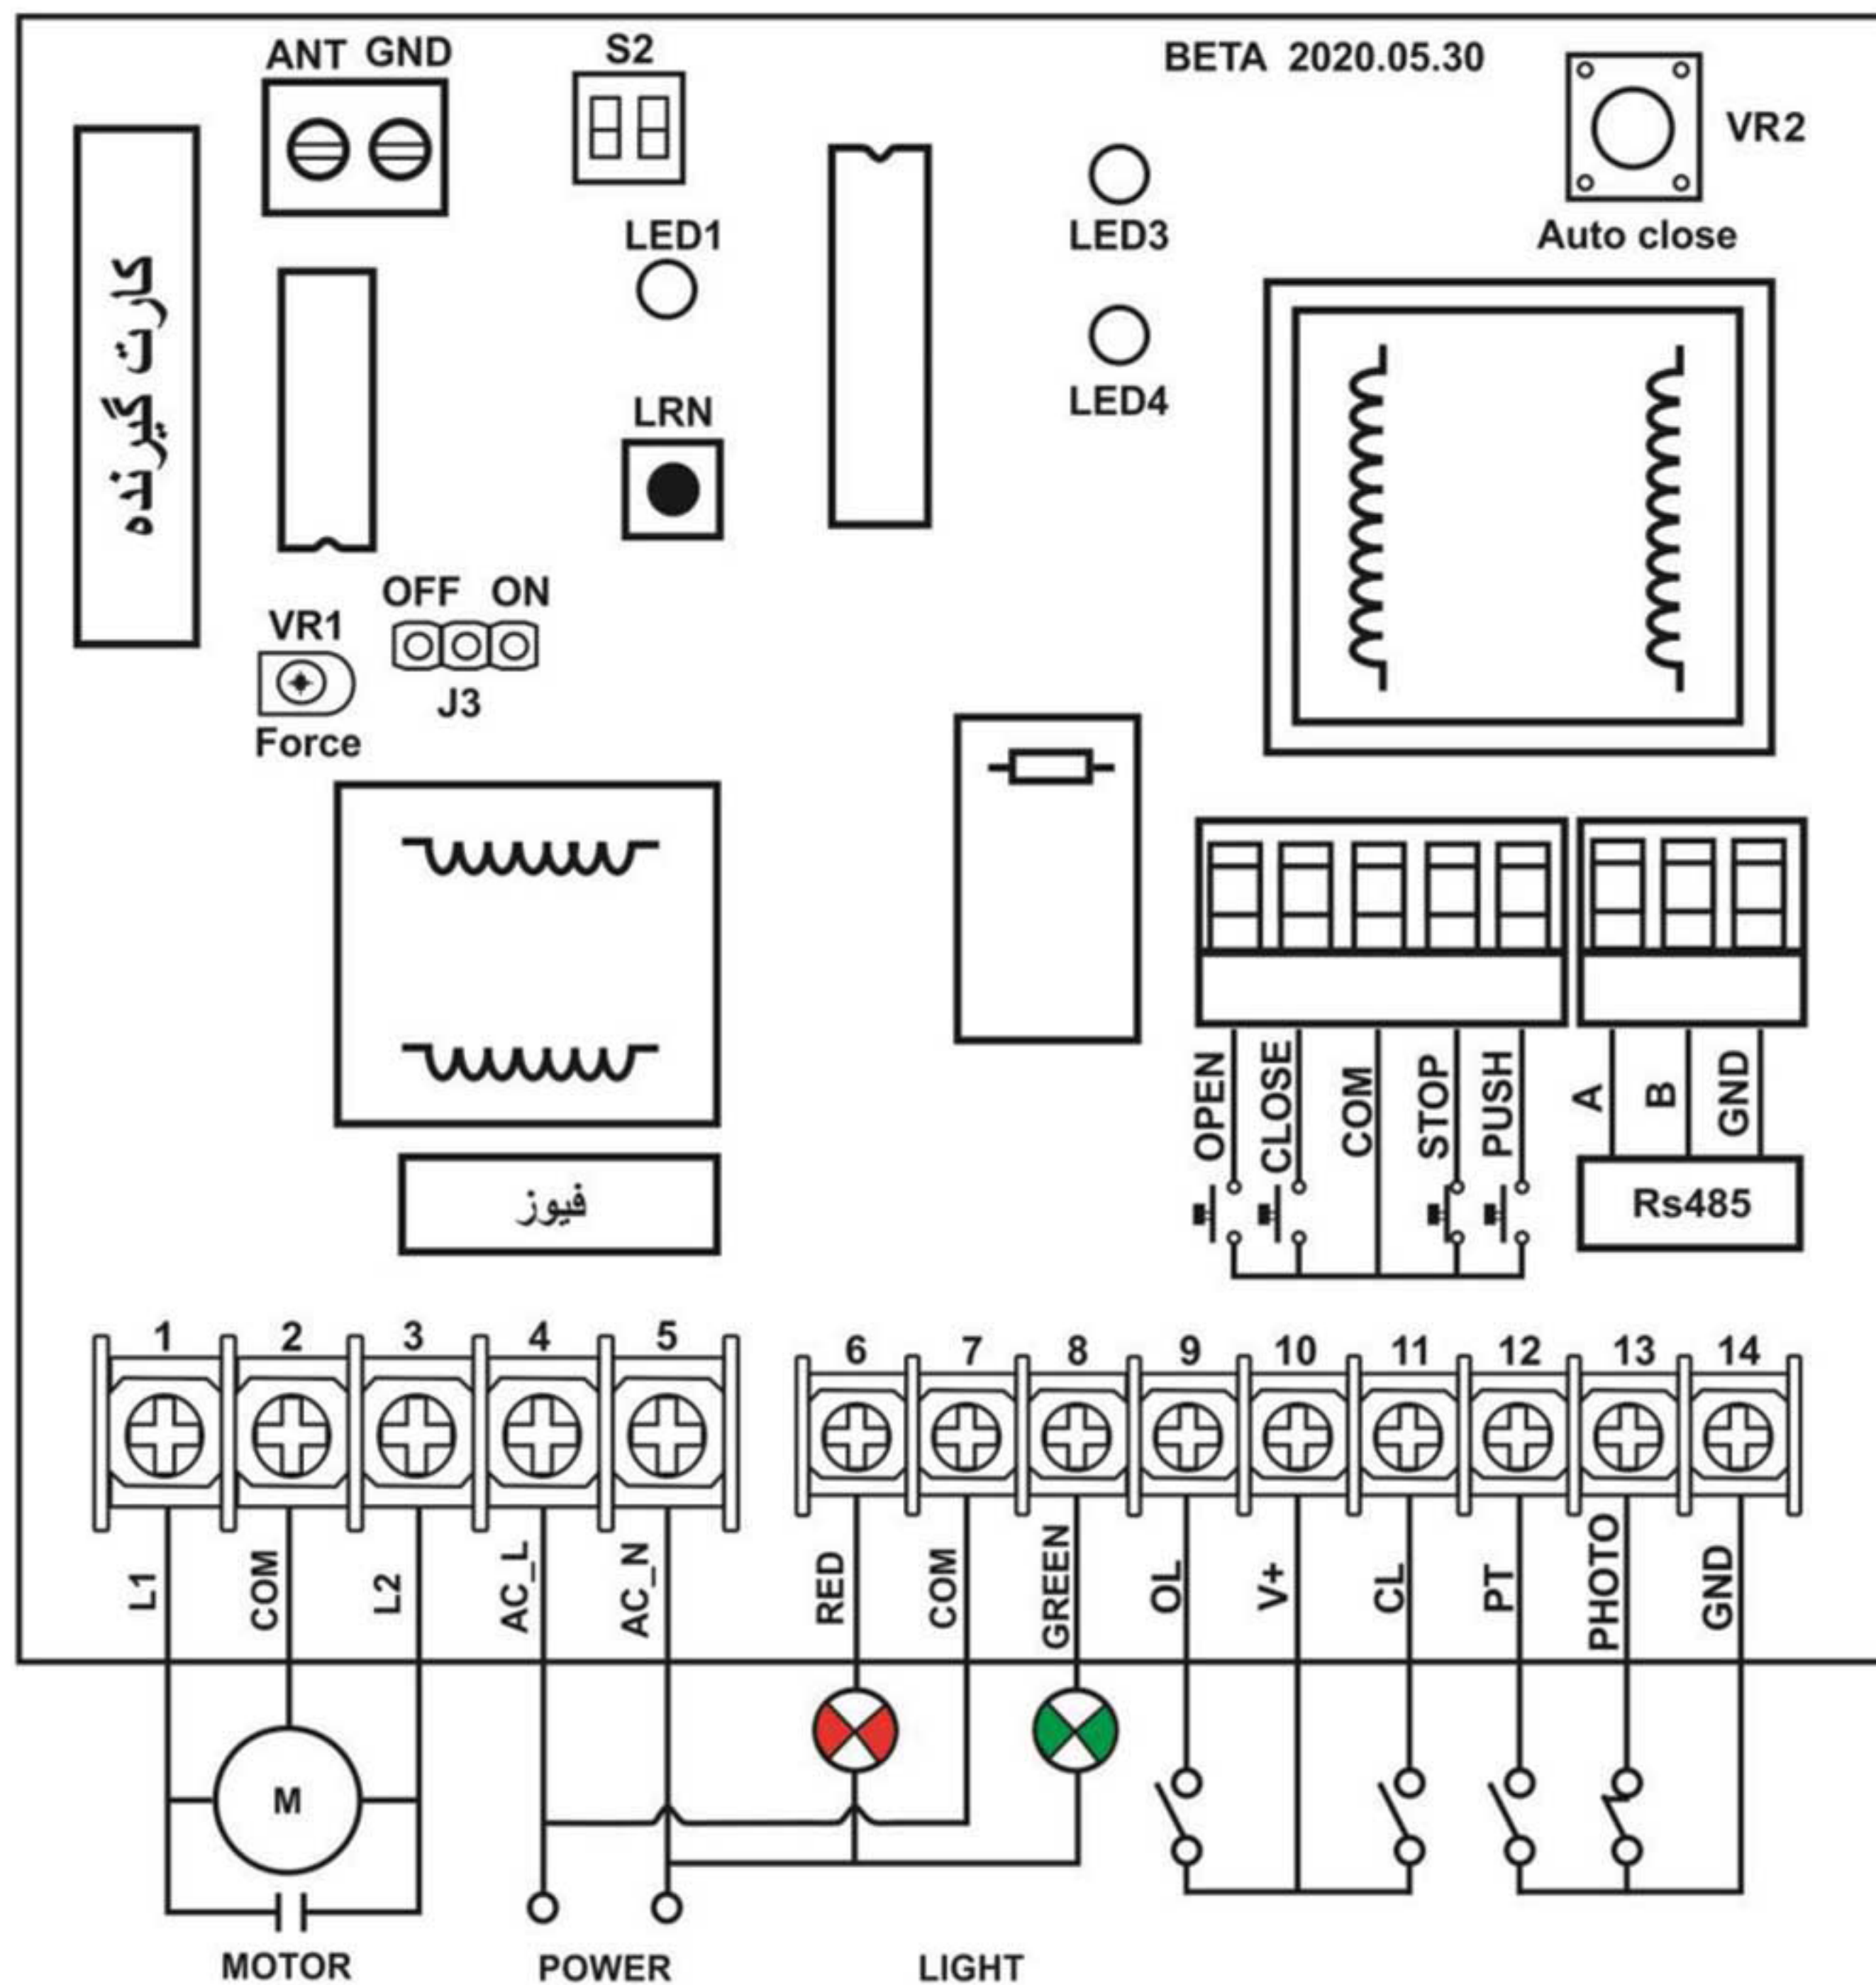 ANT GND
S2
BETA 2020.05.30
VR2
Auto close
LED1
LED3
کارت گیرنده
LED4
LRN
OFF ON
VR1
J3
Force
OPEN
CLOSE
COM
STOP
PUSH
A
B
GND
فیوز
Rs485
1 2 3 4 5
6 7 8 9 10 11 12 13 14
L1
COM
L2
AC_L
AC_N
RED
COM
GREEN
OL
V+
CL
PT
PHOTO
GND
M
MOTOR
POWER
LIGHT